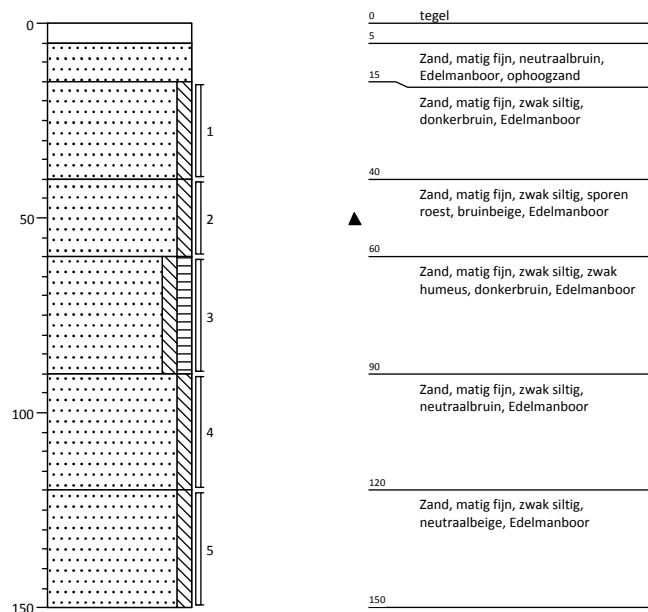 0
50
100
150
1
2
3
4
5
0 tegel
5
Zand, matig fijn, neutraalbruin,
Edelmanboor, ophoogzand
15
Zand, matig fijn, zwak siltig,
donkerbruin, Edelmanboor
40
Zand, matig fijn, zwak siltig, sporen
roest, bruinbeige, Edelmanboor
60
Zand, matig fijn, zwak siltig, zwak
humeus, donkerbruin, Edelmanboor
90
Zand, matig fijn, zwak siltig,
neutraalbruin, Edelmanboor
120
Zand, matig fijn, zwak siltig,
neutraalbeige, Edelmanboor
150